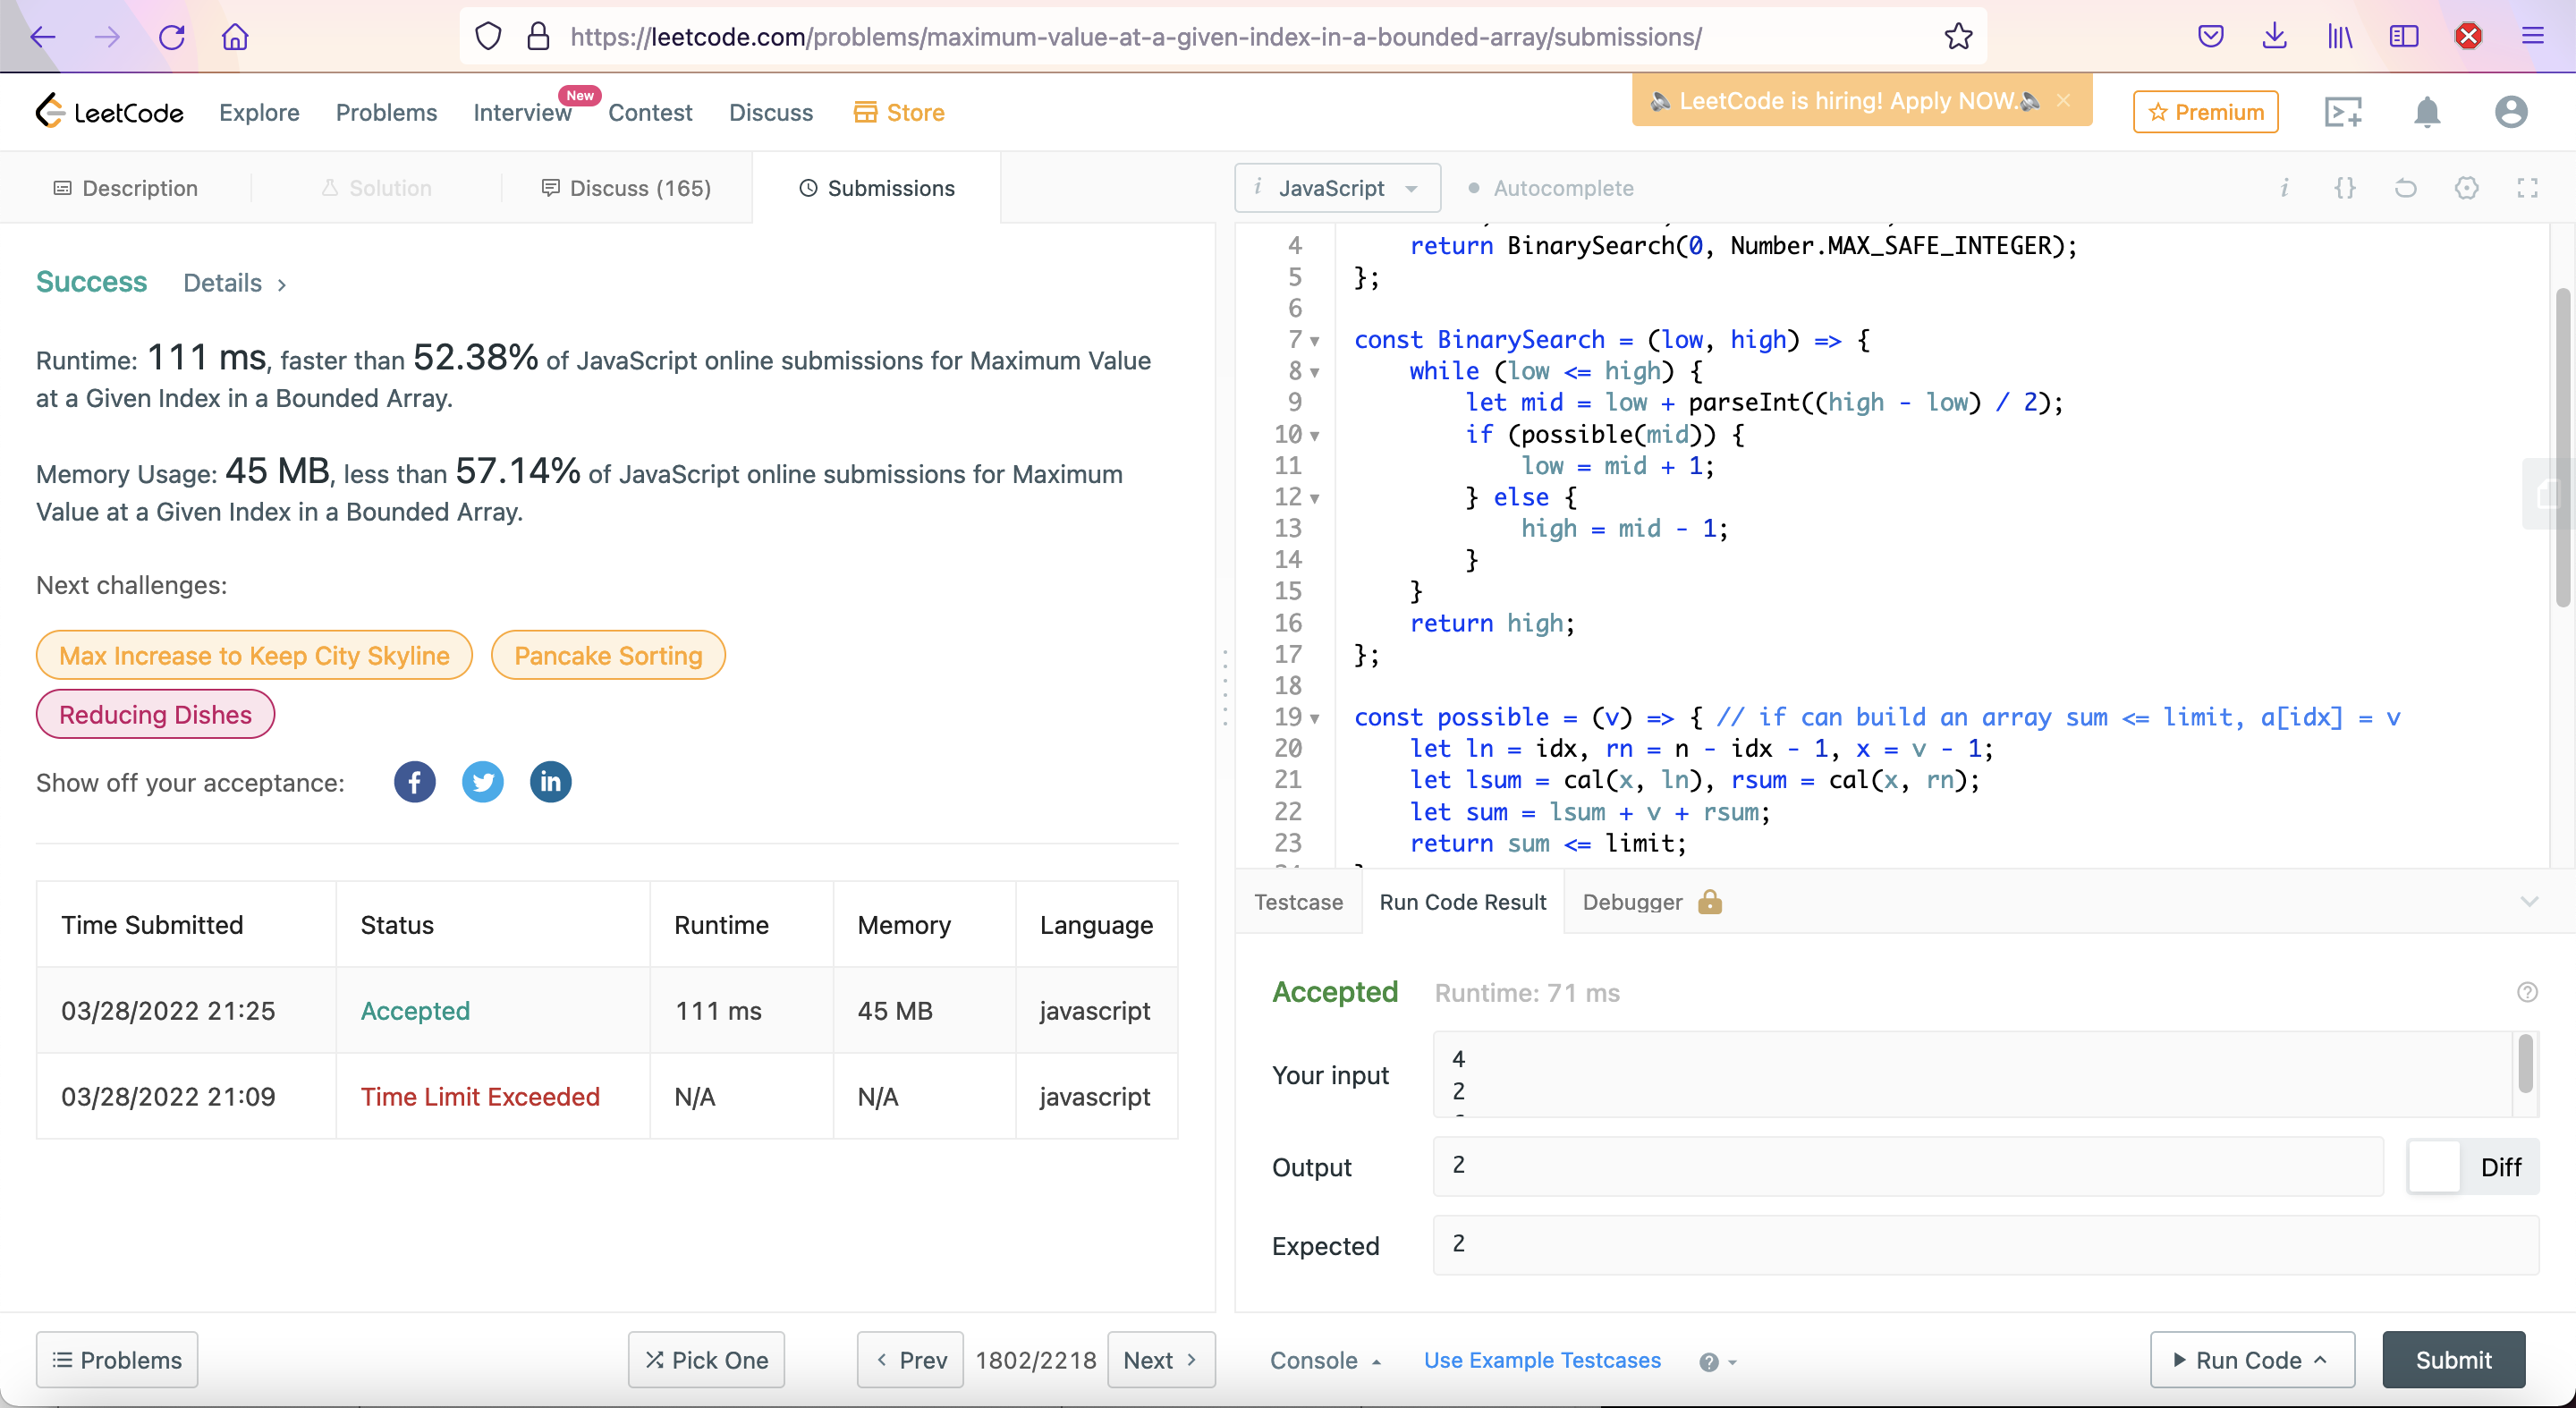 https://leetcode.com/problems/maximum-value-at-a-given-index-in-a-bounded-array/submissions/
LeetCode Explore Problems Interview New Contest Discuss Store
LeetCode is hiring! Apply NOW. × Premium
Description Solution Discuss (165) Submissions
i JavaScript Autocomplete i {}
Success Details >
Runtime: 111 ms, faster than 52.38% of JavaScript online submissions for Maximum Value
at a Given Index in a Bounded Array.
Memory Usage: 45 MB, less than 57.14% of JavaScript online submissions for Maximum
Value at a Given Index in a Bounded Array.
Next challenges:
Max Increase to Keep City Skyline Pancake Sorting
Reducing Dishes
Show off your acceptance: f in
Time Submitted Status Runtime Memory Language
03/28/2022 21:25 Accepted 111 ms 45 MB javascript
03/28/2022 21:09 Time Limit Exceeded N/A N/A javascript
4 return BinarySearch(0, Number.MAX_SAFE_INTEGER);
5 };
6
7 const BinarySearch = (low, high) => {
8 while (low <= high) {
9 let mid = low + parseInt((high - low) / 2);
10 if (possible(mid)) {
11 low = mid + 1;
12 } else {
13 high = mid - 1;
14 }
15 }
16 return high;
17 };
18
19 const possible = (v) => { // if can build an array sum <= limit, a[idx] = v
20 let ln = idx, rn = n - idx - 1, x = v - 1;
21 let lsum = cal(x, ln), rsum = cal(x, rn);
22 let sum = lsum + v + rsum;
23 return sum <= limit;
Testcase Run Code Result Debugger
Accepted Runtime: 71 ms
Your input
4
2
Output 2 Diff
Expected 2
Problems Pick One < Prev 1802/2218 Next >
Console Use Example Testcases ? Run Code Submit